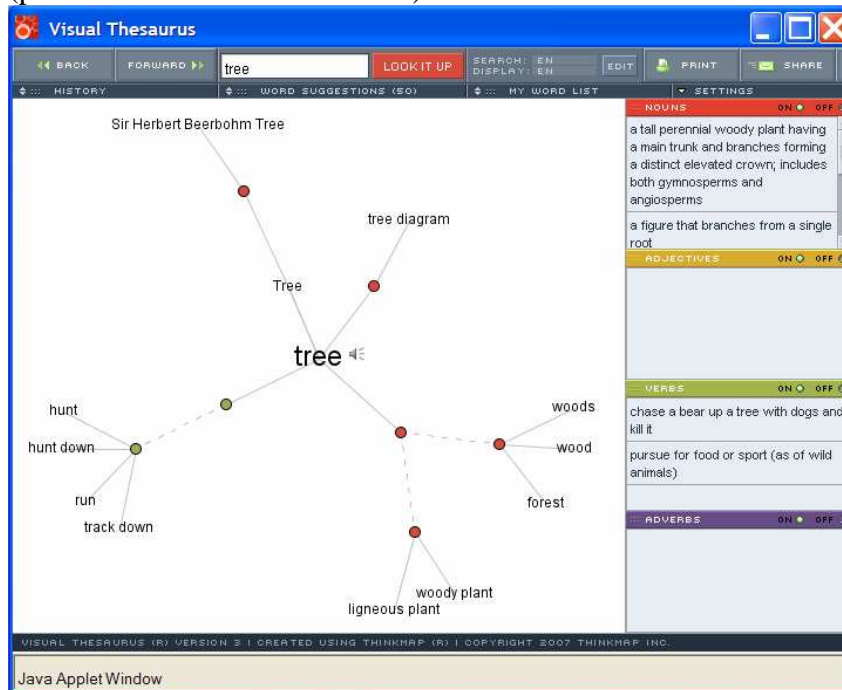 Visual Thesaurus
BACK
FORWARD
tree
LOOK IT UP
SEARCH: EN
DISPLAY: EN
EDIT
PRINT
SHARE
HISTORY
WORD SUGGESTIONS (50)
MY WORD LIST
SETTINGS
Sir Herbert Beerbohm Tree
tree diagram
Tree
tree
hunt
hunt down
run
track down
woods
wood
forest
woody plant
ligneous plant
NOUNS ON OFF
a tall perennial woody plant having
a main trunk and branches forming
a distinct elevated crown; includes
both gymnosperms and
angiosperms
a figure that branches from a single
root
ADJECTIVES ON OFF
VERBS ON OFF
chase a bear up a tree with dogs and
kill it
pursue for food or sport (as of wild
animals)
ADVERBS ON OFF
VISUAL THESAURUS (R) VERSION 3 | CREATED USING THINKMAP (R) | COPYRIGHT 2007 THINKMAP INC.
Java Applet Window